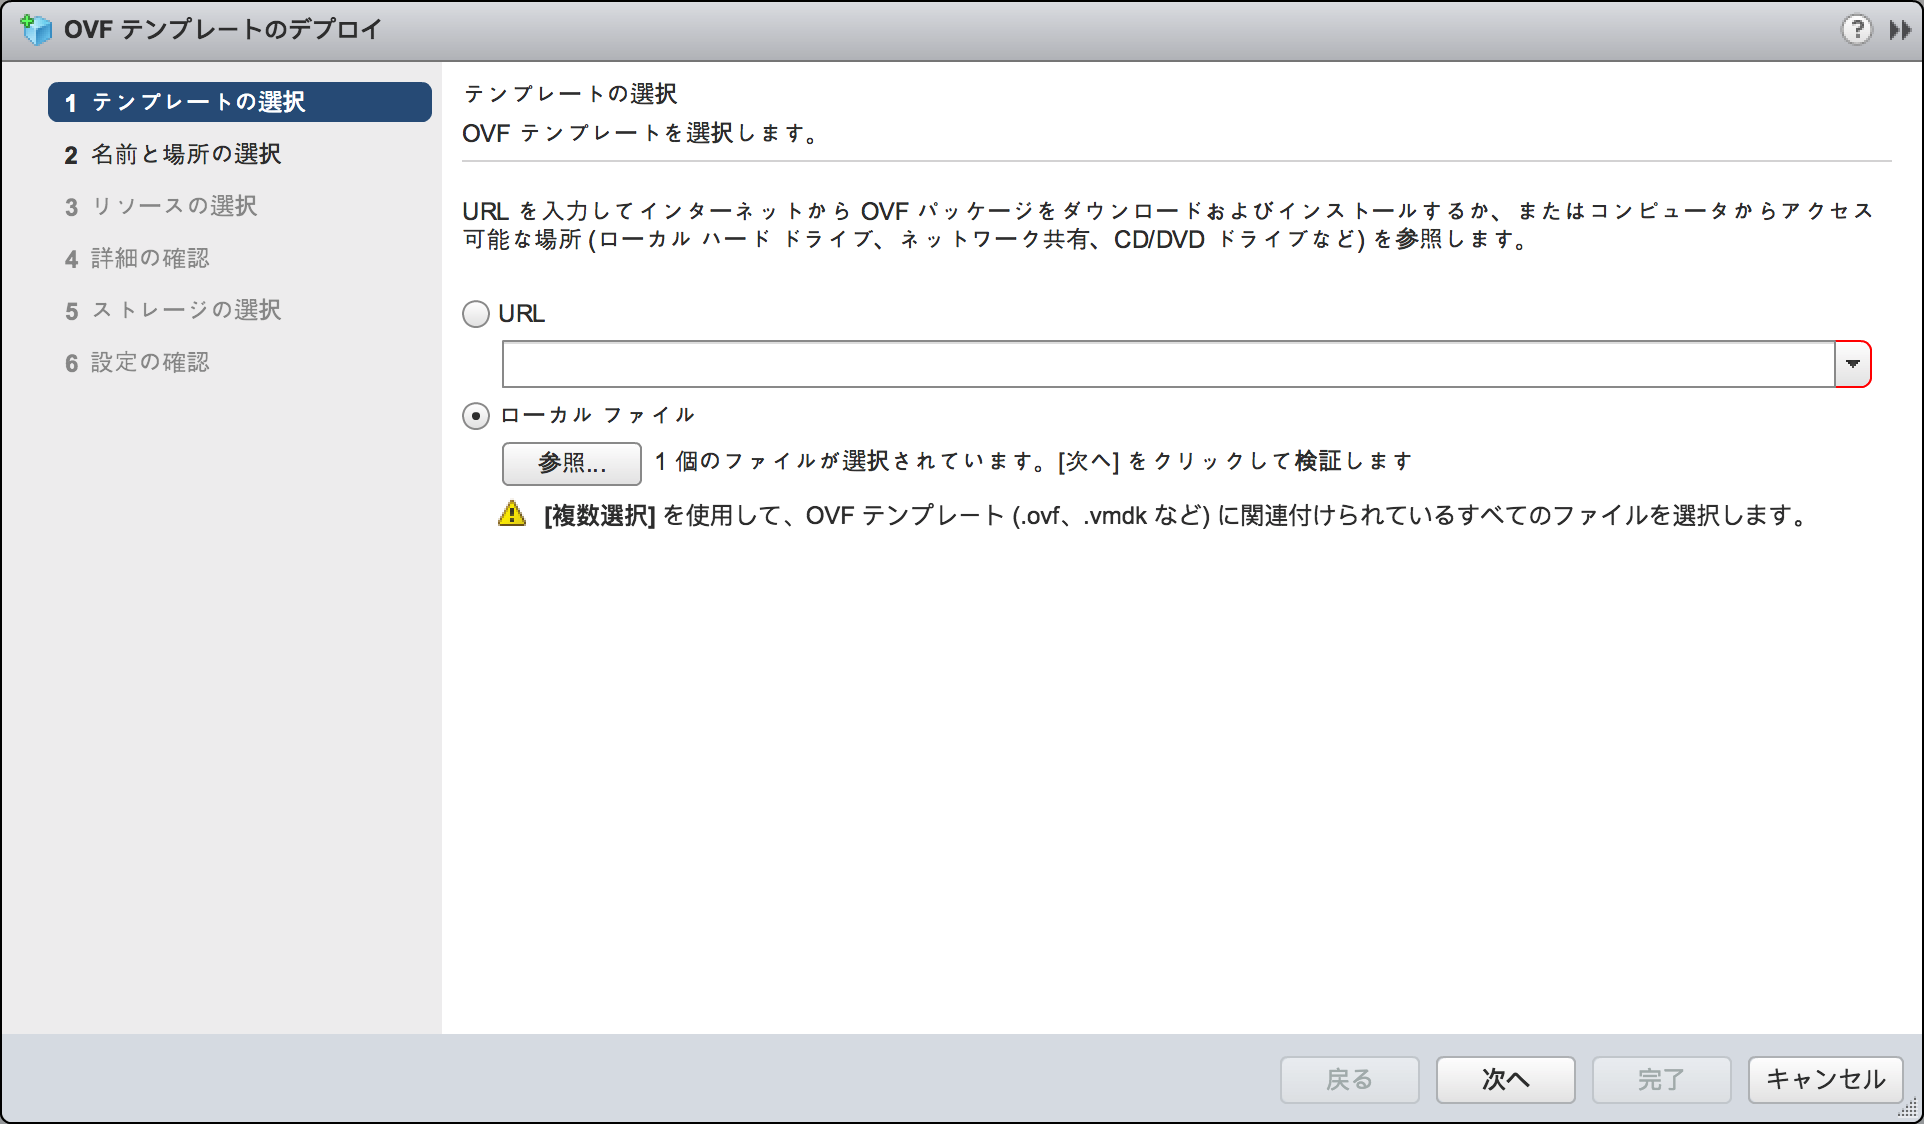 OVF テンプレートのデプロイ
?
1 テンプレートの選択
2 名前と場所の選択
3 リソースの選択
4 詳細の確認
5 ストレージの選択
6 設定の確認
テンプレートの選択
OVF テンプレートを選択します。
URL を入力してインターネットから OVF パッケージをダウンロードおよびインストールするか、またはコンピュータからアクセス
可能な場所 (ローカル ハード ドライブ、ネットワーク共有、CD/DVD ドライブなど) を参照します。
URL
ローカル ファイル
参照... 1 個のファイルが選択されています。[次へ] をクリックして検証します
[複数選択] を使用して、OVF テンプレート (.ovf、.vmdk など) に関連付けられているすべてのファイルを選択します。
戻る 次へ 完了 キャンセル